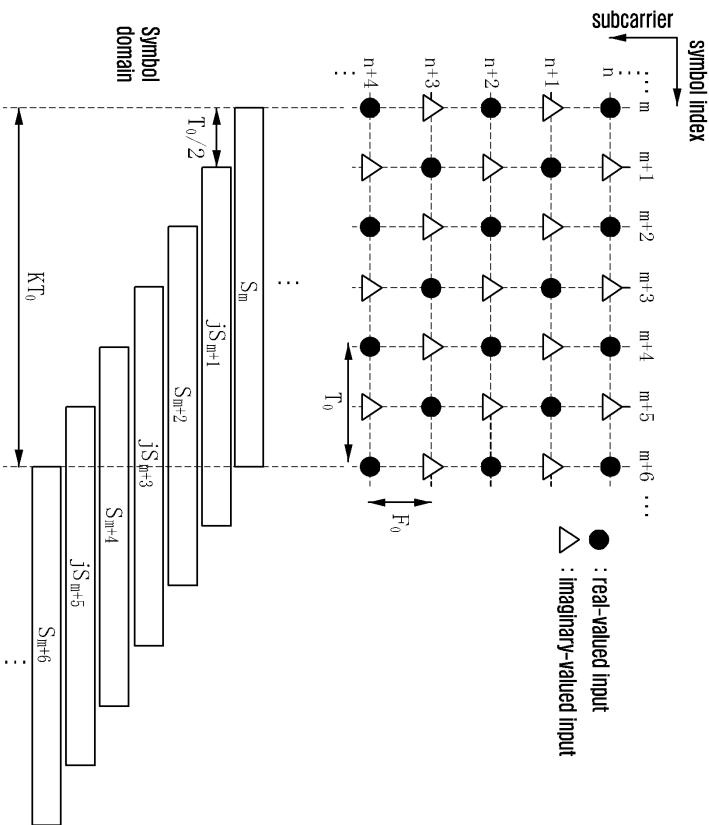 symbol index
subcarrier
m
m+1
m+2
m+3
m+4
m+5
m+6
...
...
n
n+1
n+2
n+3
n+4
...
T₀
F₀
: real-valued input
: imaginary-valued input
...
Symbol
domain
T₀/2
KT₀
Sₘ
jSₘ₊₁
Sₘ₊₂
jSₘ₊₃
Sₘ₊₄
jSₘ₊₅
Sₘ₊₆
...